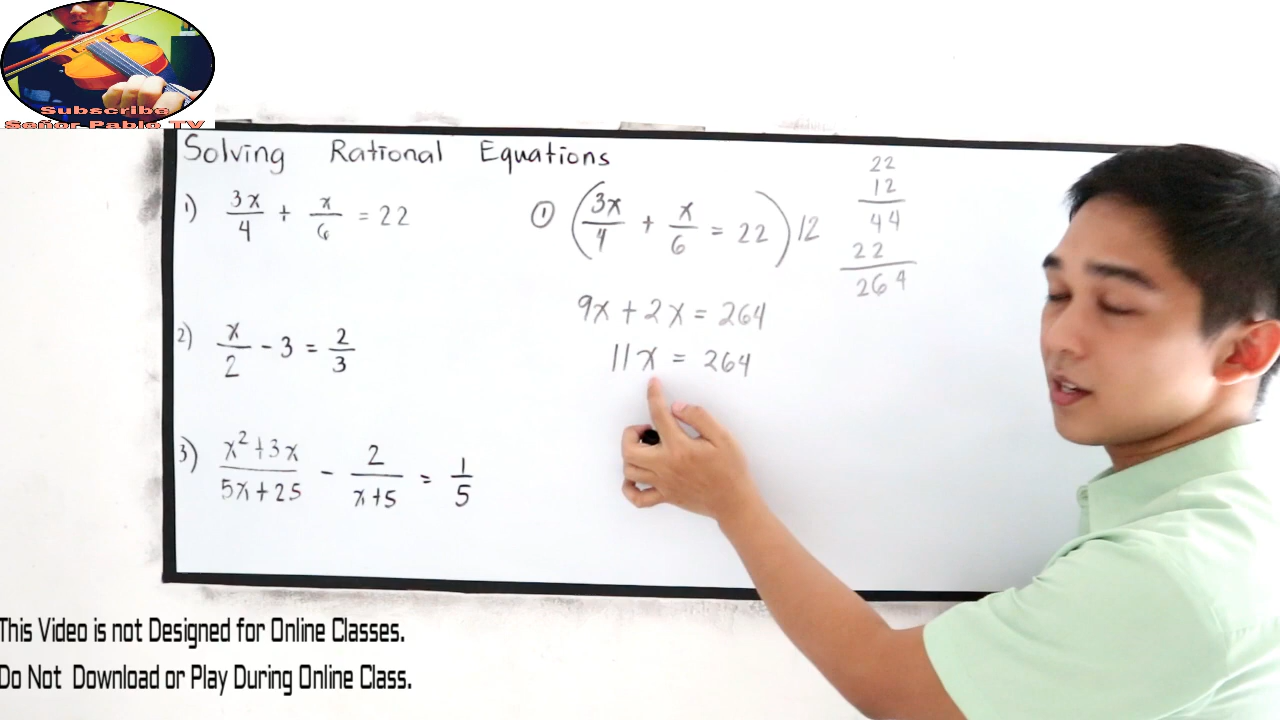 Subscribe
Señor Pablo TV
Solving Rational Equations
1) 3x/4 + x/6 = 22
2) x/2 - 3 = 2/3
3) x²+3x/5x+25 - 2/x+5 = 1/5
① (3x/4 + x/6 = 22) 12
9x + 2x = 264
11x = 264
22
12
44
22
264
This Video is not Designed for Online Classes.
Do Not Download or Play During Online Class.